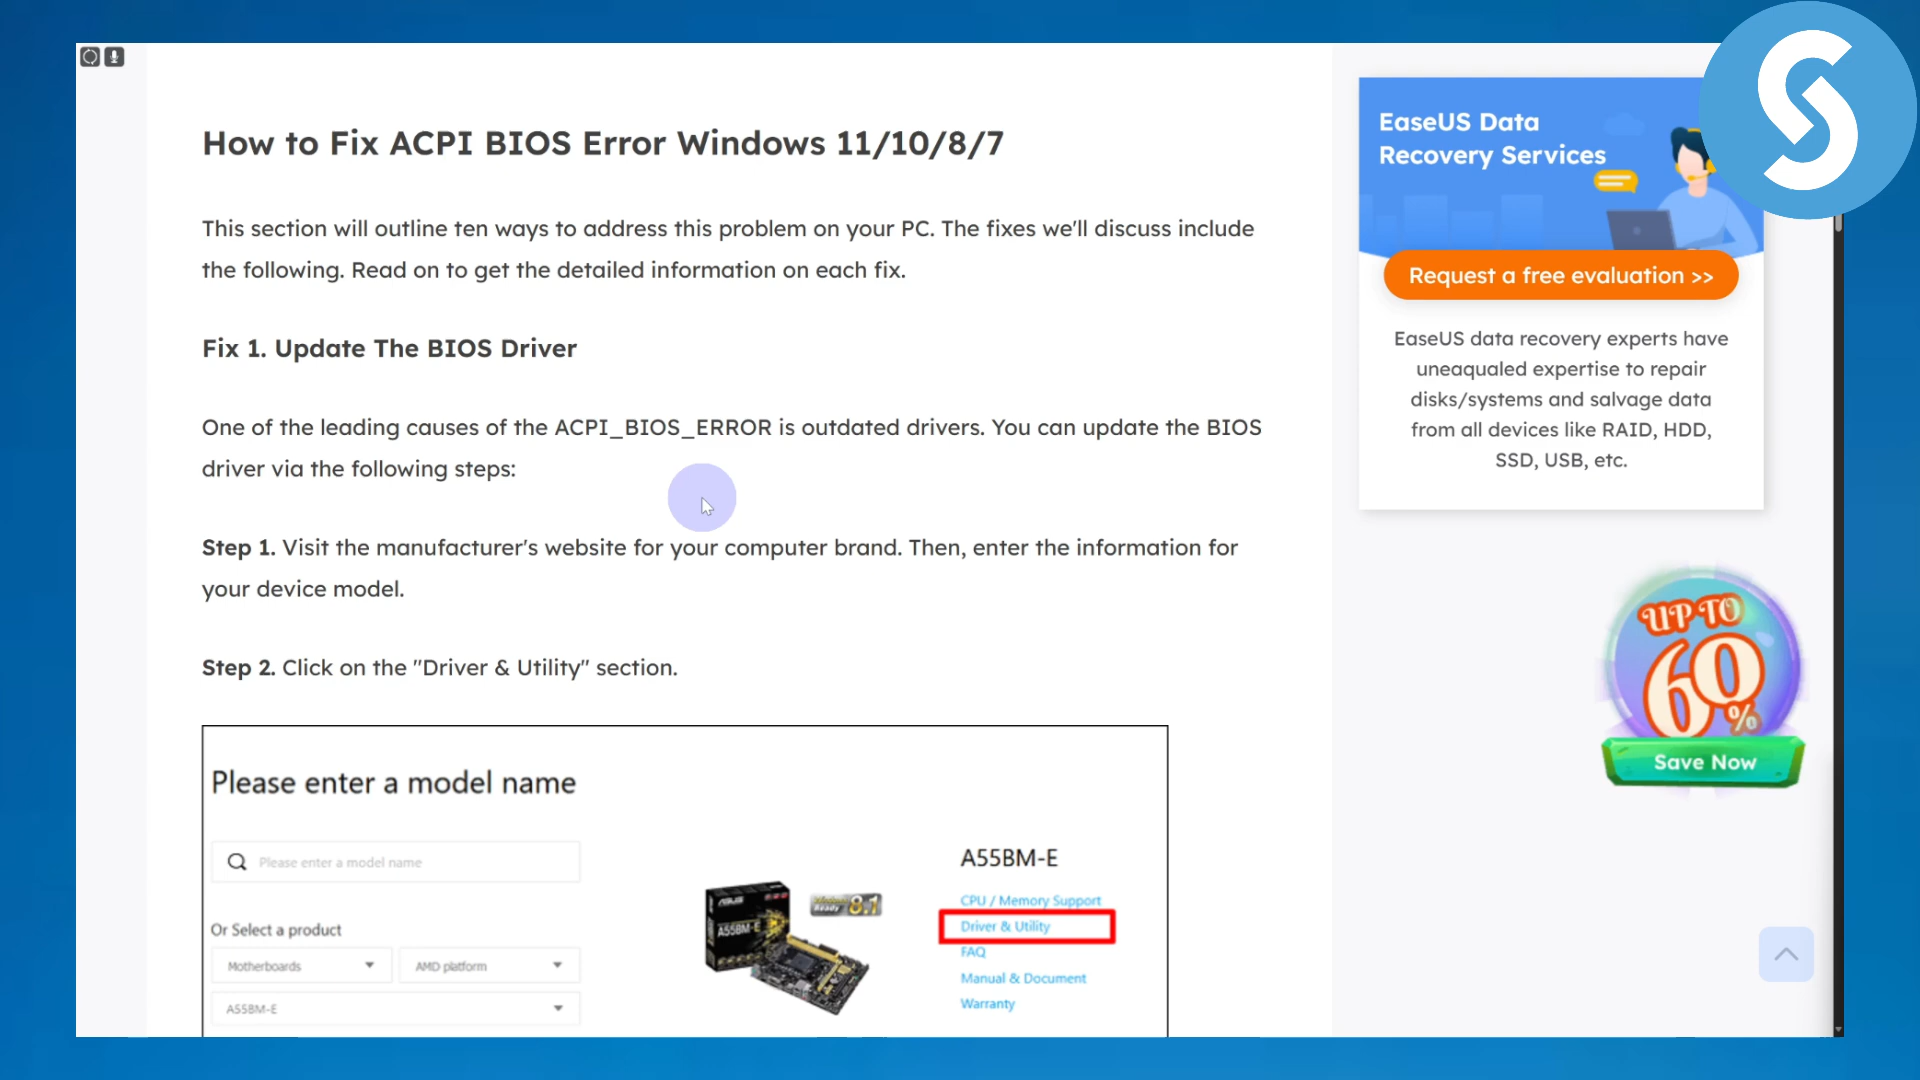 How to Fix ACPI BIOS Error Windows 11/10/8/7
This section will outline ten ways to address this problem on your PC. The fixes we'll discuss include
the following. Read on to get the detailed information on each fix.
Fix 1. Update The BIOS Driver
One of the leading causes of the ACPI_BIOS_ERROR is outdated drivers. You can update the BIOS
driver via the following steps:
Step 1. Visit the manufacturer's website for your computer brand. Then, enter the information for
your device model.
Step 2. Click on the "Driver & Utility" section.
Please enter a model name
Please enter a model name
Or Select a product
Motherboards
AMD platform
A55BM-E
ASUS
A55BM-E
Windows 8.1
Ready
A55BM-E
CPU / Memory Support
Driver & Utility
FAQ
Manual & Document
Warranty
EaseUS Data
Recovery Services
Request a free evaluation >>
EaseUS data recovery experts have
uneaqualed expertise to repair
disks/systems and salvage data
from all devices like RAID, HDD,
SSD, USB, etc.
UP TO
60%
Save Now